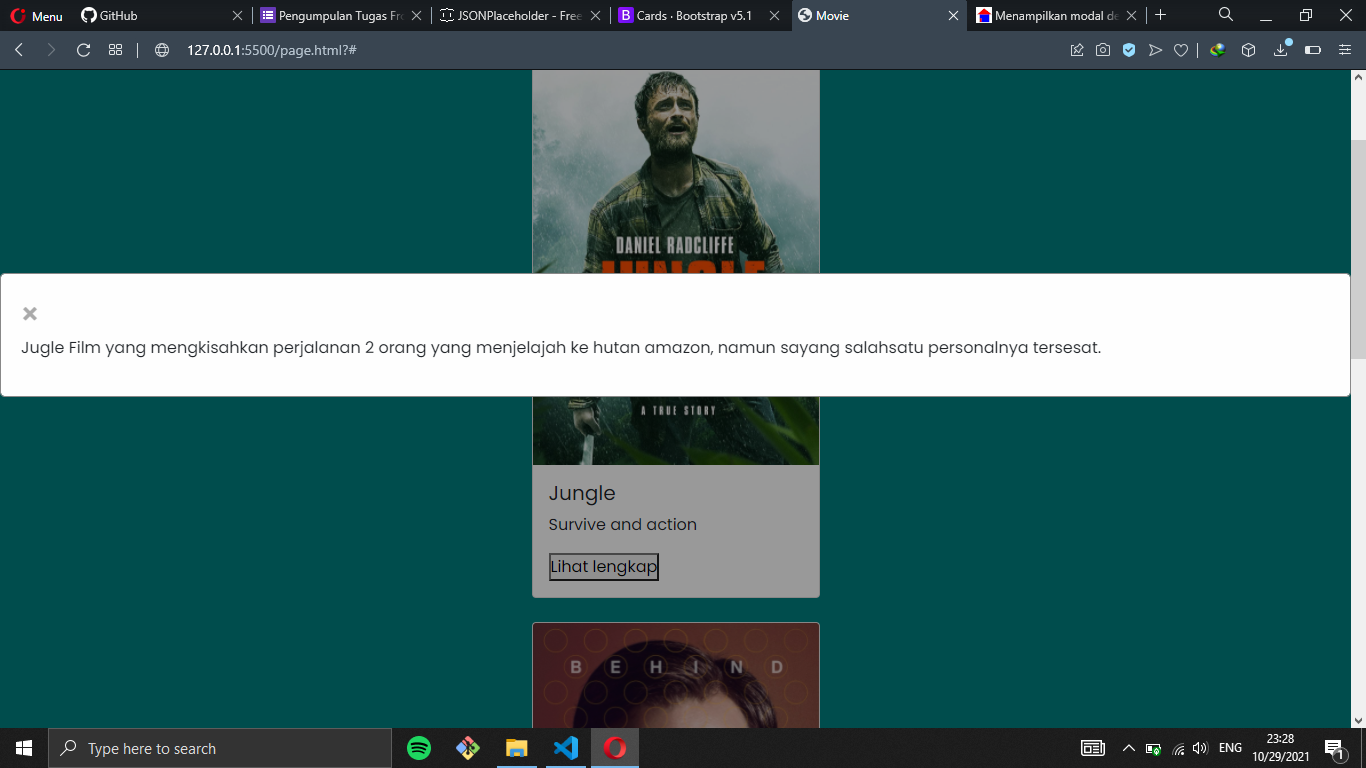 Menu
GitHub
Pengumpulan Tugas Fro
JSONPlaceholder - Free
B
Cards · Bootstrap v5.1
Movie
Menampilkan modal de
127.0.0.1:5500/page.html?#
DANIEL RADCLIFFE
JUNGLE
×
Jugle Film yang mengkisahkan perjalanan 2 orang yang menjelajah ke hutan amazon, namun sayang salahsatu personalnya tersesat.
A TRUE STORY
Jungle
Survive and action
Lihat lengkap
BEHIND
Type here to search
ENG
23:28
10/29/2021
1